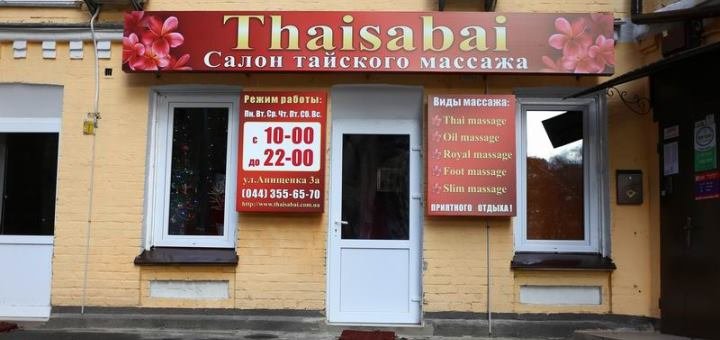 Thaisabai
Салон тайского массажа
Режим работы:
Пн. Вт. Ср. Чт. Пт. Сб. Вс.
с 10-00
до 22-00
ул.Анищенка 3а
(044) 355-65-70
http://www.thaisabai.com.ua
Виды массажа:
Thai massage
Oil massage
Royal massage
Foot massage
Slim massage
ПРИЯТНОГО ОТДЫХА!